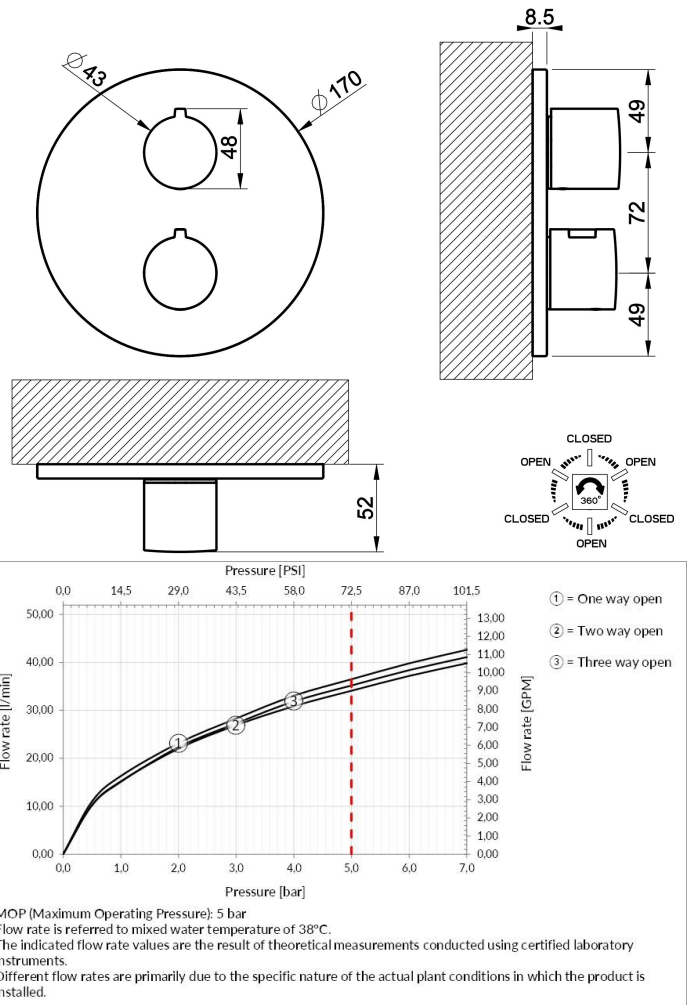 8.5
Ø 43
Ø 170
48
49
72
49
52
CLOSED
OPEN
OPEN
360°
CLOSED
CLOSED
OPEN
Pressure [PSI]
0,0 14,5 29,0 43,5 58,0 72,5 87,0 101,5
① = One way open
② = Two way open
③ = Three way open
50,00
40,00
30,00
20,00
10,00
0,00
Flow rate [l/min]
13,00
12,00
11,00
10,00
9,00
8,00
7,00
6,00
5,00
4,00
3,00
2,00
1,00
0,00
Flow rate [GPM]
①
②
③
0,0 1,0 2,0 3,0 4,0 5,0 6,0 7,0
Pressure [bar]
MOP (Maximum Operating Pressure): 5 bar
Flow rate is referred to mixed water temperature of 38°C.
The indicated flow rate values are the result of theoretical measurements conducted using certified laboratory
instruments.
Different flow rates are primarily due to the specific nature of the actual plant conditions in which the product is
installed.